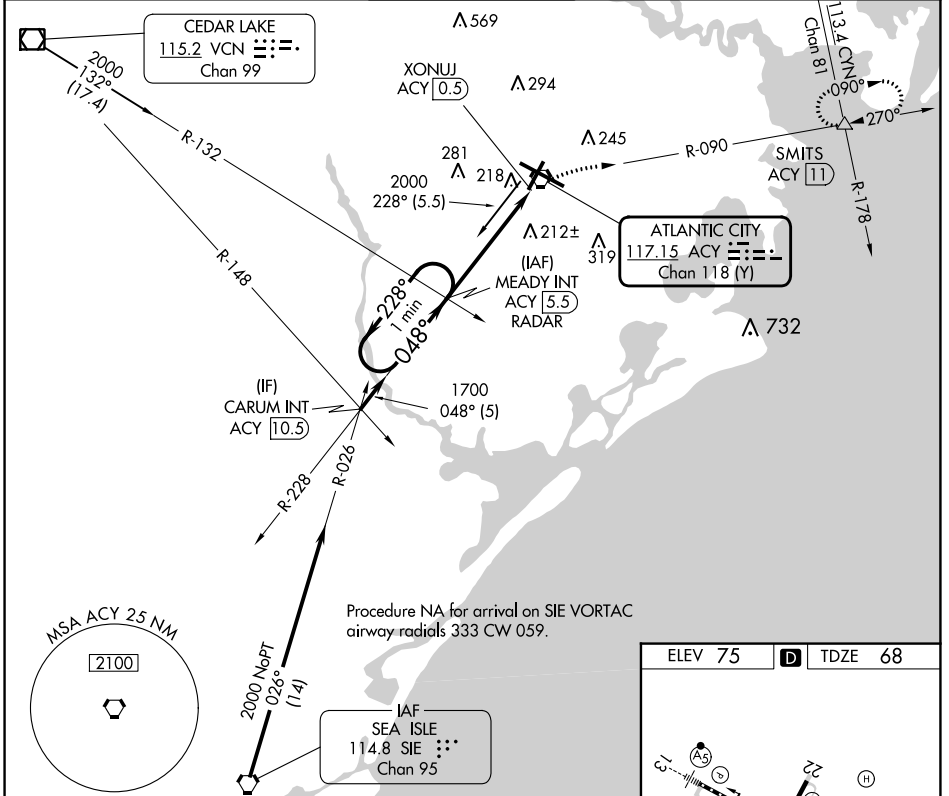 CEDAR LAKE
115.2 VCN
Chan 99
2000
132°
(17.4)
R-132
R-148
569
XONUJ
ACY 0.5
294
245
281
218
2000
228° (5.5)
212±
319
(IAF)
MEADY INT
ACY 5.5
RADAR
113.4 CYN
Chan 81
090°
270°
R-090
SMITS
ACY 11
R-178
ATLANTIC CITY
117.15 ACY
Chan 118 (Y)
732
228°
1 min
048°
(IF)
CARUM INT
ACY 10.5
1700
048° (5)
R-228
R-026
Procedure NA for arrival on SIE VORTAC
airway radials 333 CW 059.
MSA ACY 25 NM
2100
2000 NoPT
026°
(14)
IAF
SEA ISLE
114.8 SIE
Chan 95
ELEV 75 D TDZE 68
A5
P
13
22
H